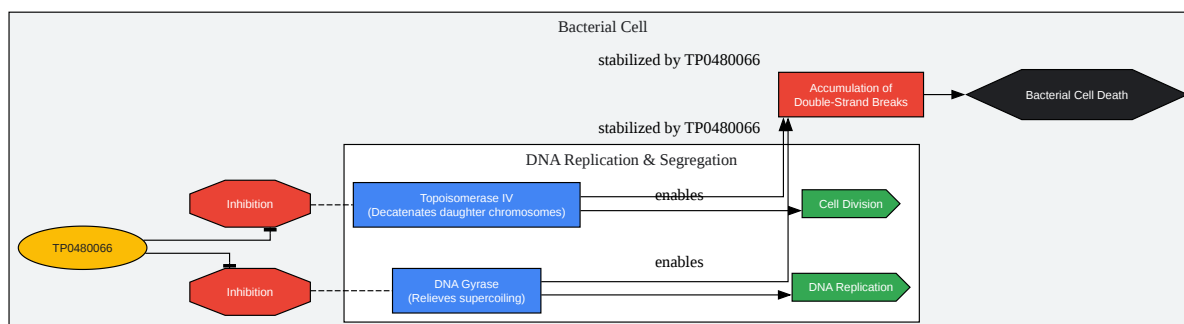 Bacterial Cell
stabilized by TP0480066
Accumulation of
Double-Strand Breaks
Bacterial Cell Death
stabilized by TP0480066
DNA Replication & Segregation
Inhibition
Topoisomerase IV
(Decatenates daughter chromosomes)
enables
Cell Division
TP0480066
Inhibition
DNA Gyrase
(Relieves supercoiling)
enables
DNA Replication